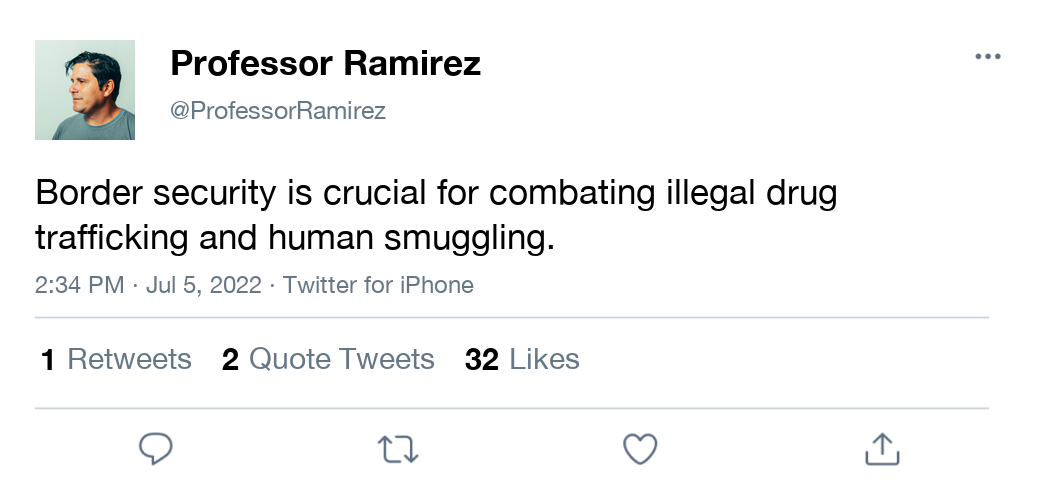 Professor Ramirez
@ProfessorRamirez
Border security is crucial for combating illegal drug
trafficking and human smuggling.
2:34 PM · Jul 5, 2022 · Twitter for iPhone
1 Retweets 2 Quote Tweets 32 Likes